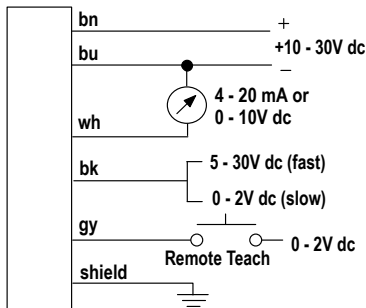 bn
+
+10 - 30V dc
bu
–
4 - 20 mA or
0 - 10V dc
wh
5 - 30V dc (fast)
bk
0 - 2V dc (slow)
gy
0 - 2V dc
Remote Teach
shield